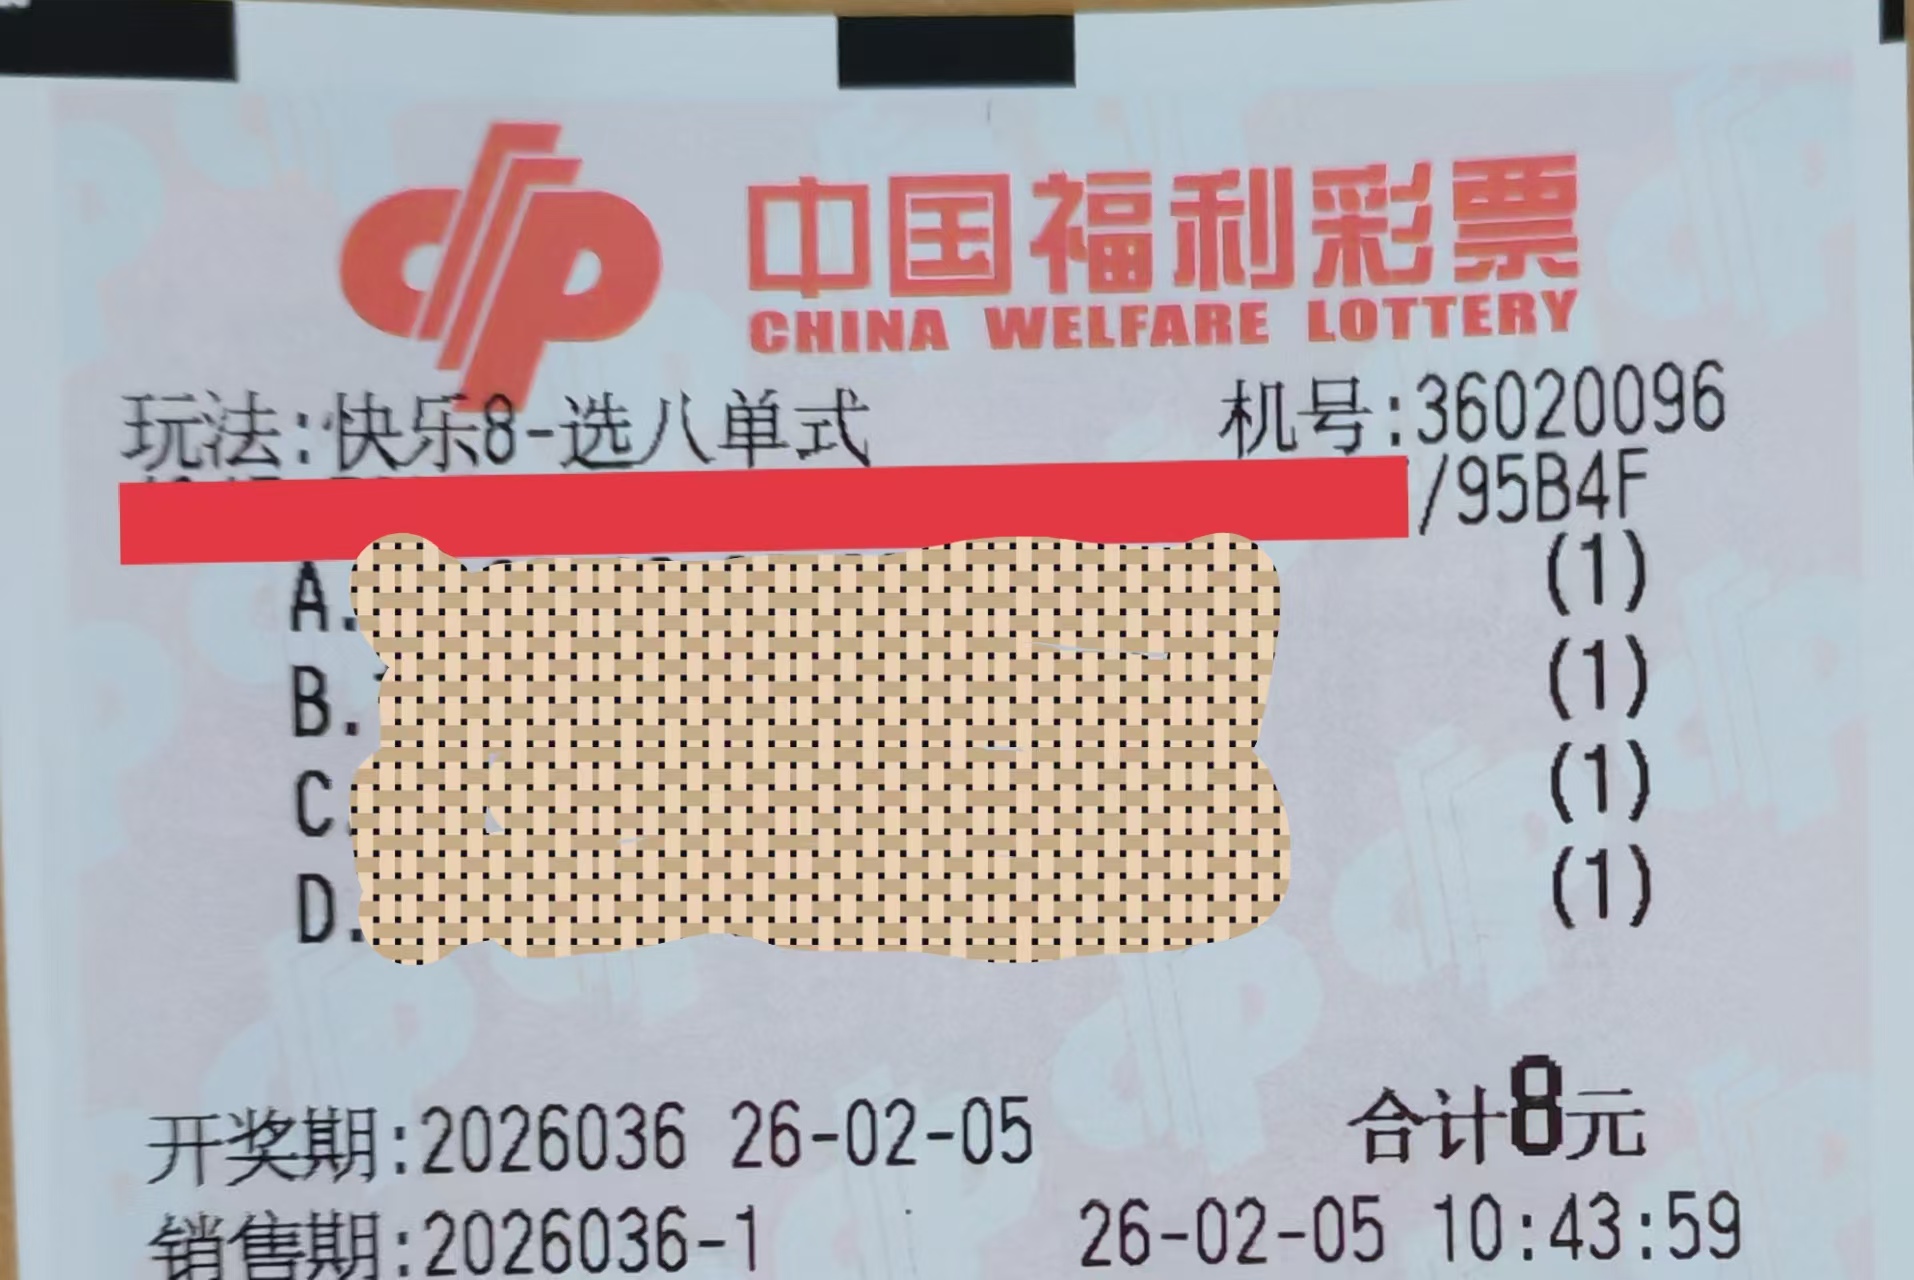 中国福利彩票
CHINA WELFARE LOTTERY
玩法:快乐8-选八单式 机号:36020096
/95B4F
A. (1)
B. (1)
C. (1)
D. (1)
开奖期:2026036 26-02-05 合计8元
销售期:2026036-1 26-02-05 10:43:59